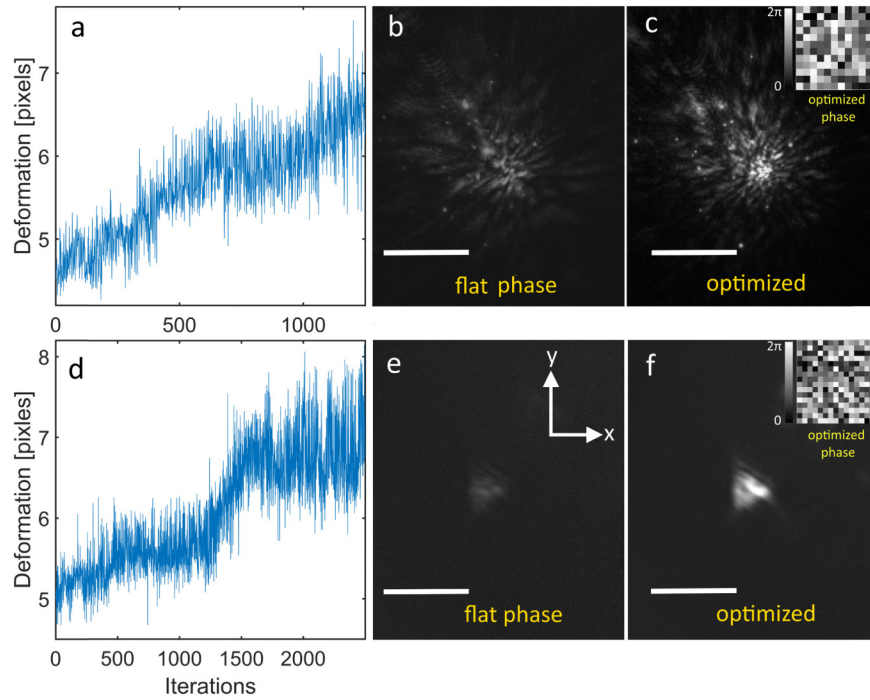 a
Deformation [pixels]
7
6
5
0
500
1000
b
flat phase
c
optimized
2π
0
optimized
phase
d
Deformation [pixles]
8
7
6
5
0
500
1000
1500
2000
Iterations
e
y
x
flat phase
f
optimized
2π
0
optimized
phase